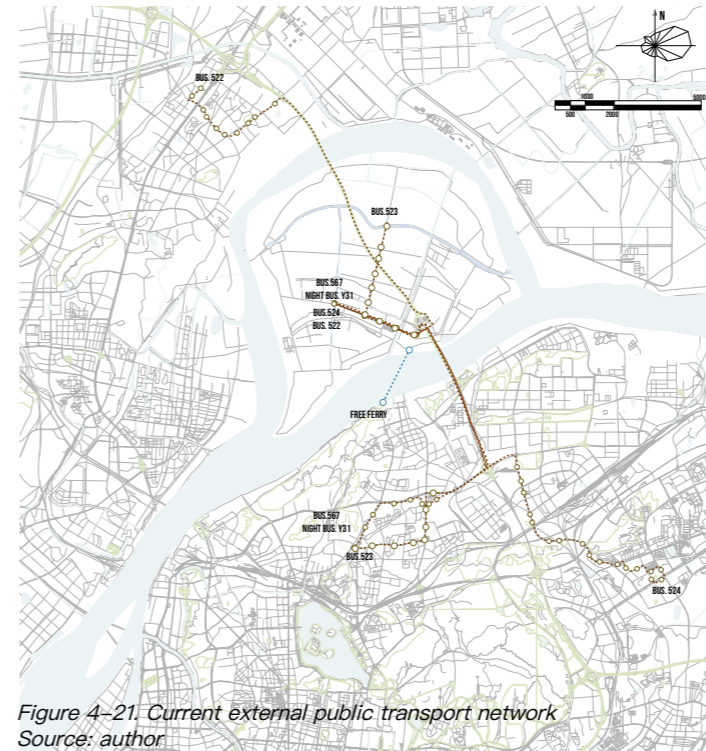 N
1000
5000
500
2000
BUS. 522
BUS.523
BUS.567
NIGHT BUS. Y31
BUS.524
BUS. 522
FREE FERRY
BUS.567
NIGHT BUS. Y31
BUS.523
BUS. 524
Figure 4–21. Current external public transport network
Source: author